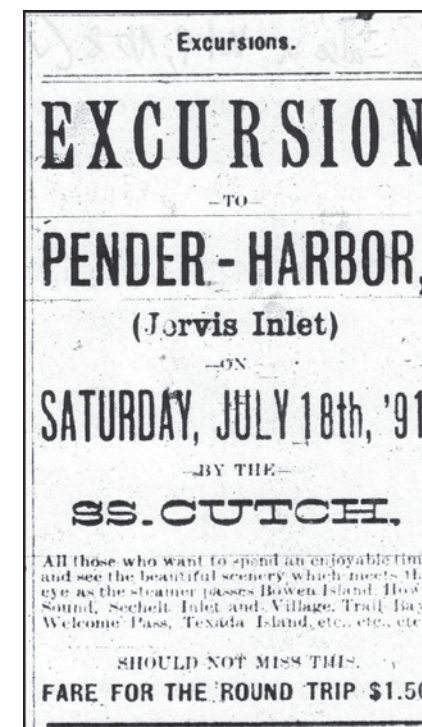 Excursions.
EXCURSION
—TO—
PENDER-HARBOR,
(Jervis Inlet)
—ON
SATURDAY, JULY 18th, '91
—BY THE—
SS. CUTCH,
All those who want to spend an enjoyable tim
and see the beautiful scenery which meets th
eye as the steamer passes Bowen Island, How
Sound, Sechelt Inlet and Village, Trail Bay
Welcome Pass, Texada Island, etc., etc., etc
SHOULD NOT MISS THIS.
FARE FOR THE ROUND TRIP $1.50